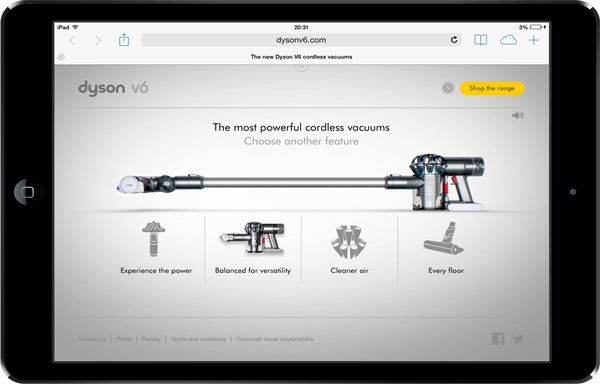 iPad 20:31 3%
dysonv6.com
The new Dyson V6 cordless vacuums
dyson v6
Shop the range
The most powerful cordless vacuums
Choose another feature
Experience the power
Balanced for versatility
Cleaner air
Every floor
Contact us | Press | Privacy | Terms and conditions | Corporate social responsibility